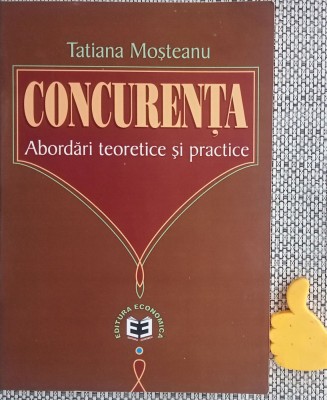 Tatiana Moșteanu
CONCURENȚA
Abordări teoretice și practice
EDITURA ECONOMICĂ